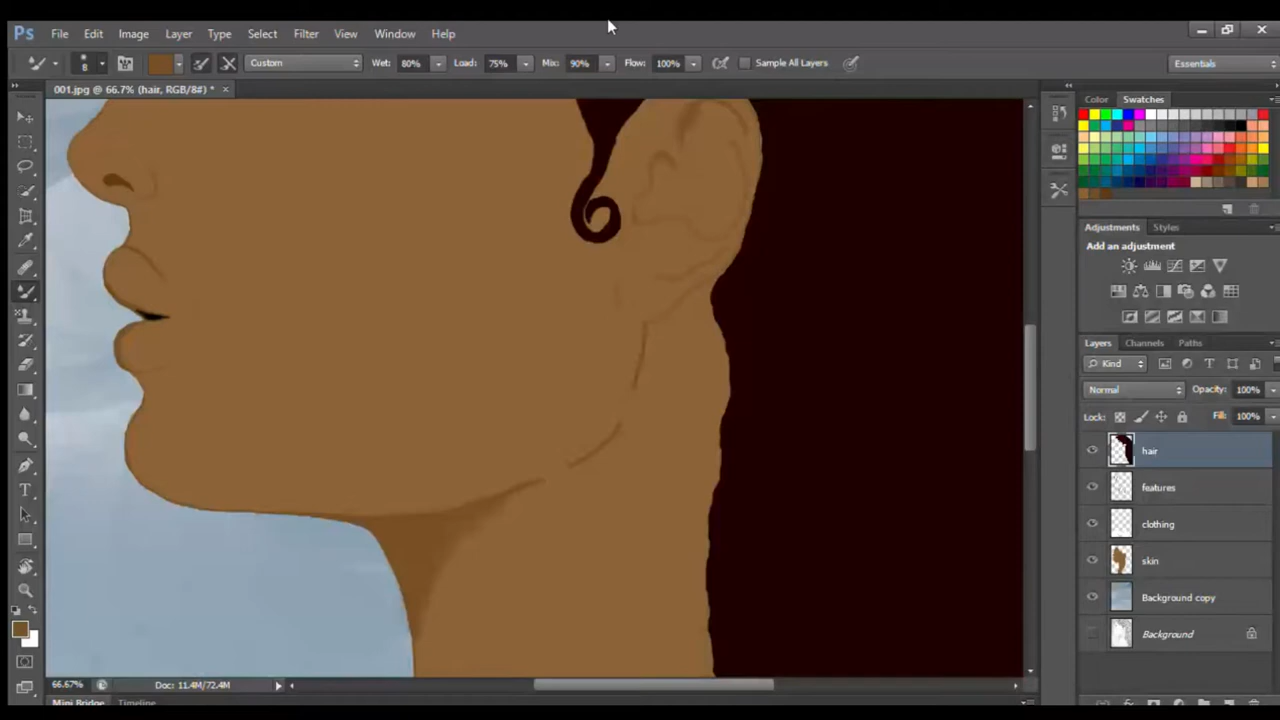 Ps File Edit Image Layer Type Select Filter View Window Help
8 Custom Wet: 80% Load: 75% Mix: 90% Flow: 100% Sample All Layers Essentials
001.jpg @ 66.7% (hair, RGB/8#) * x
Color Swatches
Adjustments Styles
Add an adjustment
Layers Channels Paths
Kind
Normal Opacity: 100%
Lock: Fill: 100%
hair
features
clothing
skin
Background copy
Background
66.67% Doc: 11.4M/72.4M
Mini Bridge Timeline